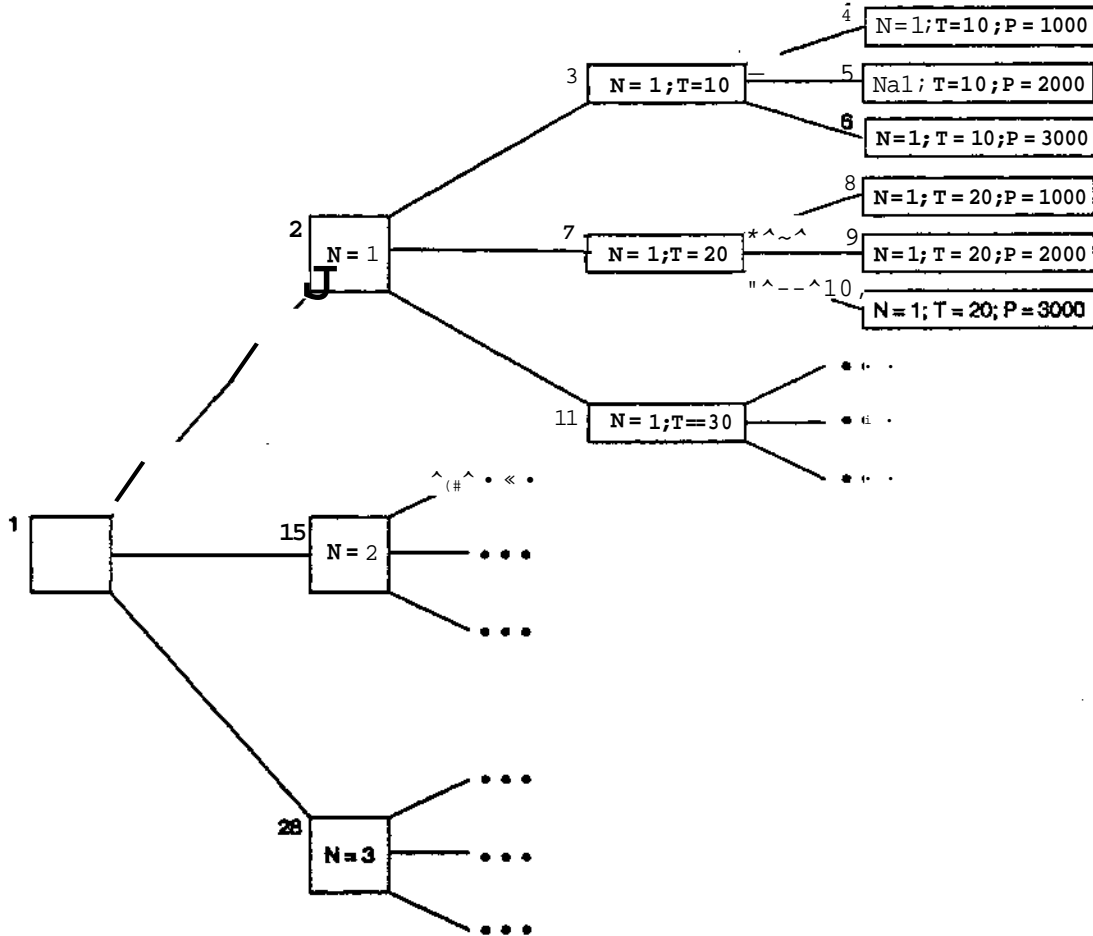 4
N=1;T=10;P=1000
3
N=1;T=10
5
Na1;T=10;P=2000
6
N=1;T=10;P=3000
8
N=1;T=20;P=1000
2
N=1
J
7
N=1;T=20
*^~^
9
N=1;T=20;P=2000
"^--^10,
N=1;T=20;P=3000
11
N=1;T==30
^(#^ • « •
1
15
N=2
28
N=3